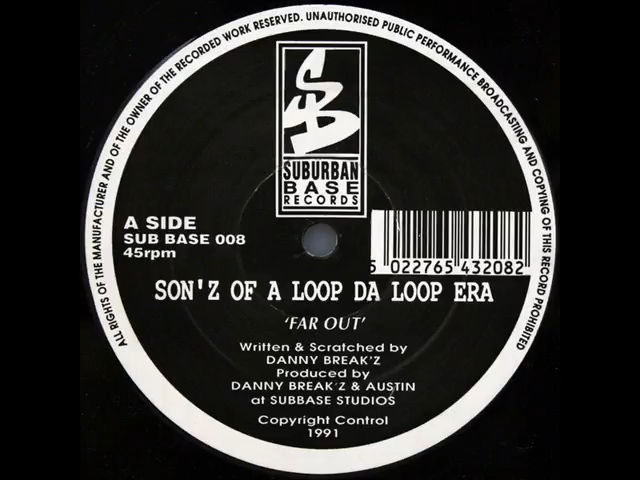 ALL RIGHTS OF THE MANUFACTURER AND OF THE OWNER OF THE RECORDED WORK RESERVED. UNAUTHORISED PUBLIC PERFORMANCE BROADCASTING AND COPYING OF THIS RECORD PROHIBITED
SUBURBAN
BASE
RECORDS
A SIDE
SUB BASE 008
45rpm
5 022765 432082
SON'Z OF A LOOP DA LOOP ERA
'FAR OUT'
Written & Scratched by
DANNY BREAK'Z
Produced by
DANNY BREAK'Z & AUSTIN
at SUBBASE STUDIOS
Copyright Control
1991